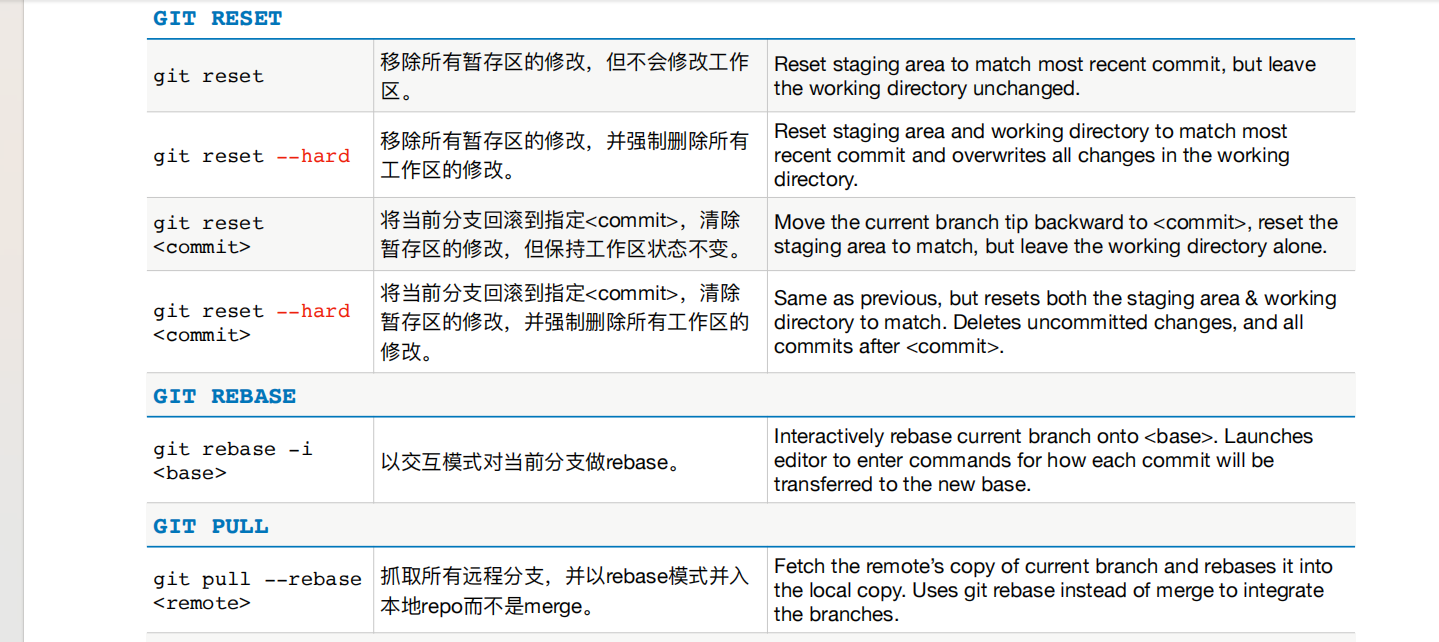 GIT RESET
git reset
移除所有暂存区的修改，但不会修改工作
区。
Reset staging area to match most recent commit, but leave
the working directory unchanged.
git reset --hard
移除所有暂存区的修改，并强制删除所有
工作区的修改。
Reset staging area and working directory to match most
recent commit and overwrites all changes in the working
directory.
git reset
<commit>
将当前分支回滚到指定<commit>，清除
暂存区的修改，但保持工作区状态不变。
Move the current branch tip backward to <commit>, reset the
staging area to match, but leave the working directory alone.
git reset --hard
<commit>
将当前分支回滚到指定<commit>，清除
暂存区的修改，并强制删除所有工作区的
修改。
Same as previous, but resets both the staging area & working
directory to match. Deletes uncommitted changes, and all
commits after <commit>.
GIT REBASE
git rebase -i
<base>
以交互模式对当前分支做rebase。
Interactively rebase current branch onto <base>. Launches
editor to enter commands for how each commit will be
transferred to the new base.
GIT PULL
git pull --rebase
<remote>
抓取所有远程分支，并以rebase模式并入
本地repo而不是merge。
Fetch the remote’s copy of current branch and rebases it into
the local copy. Uses git rebase instead of merge to integrate
the branches.